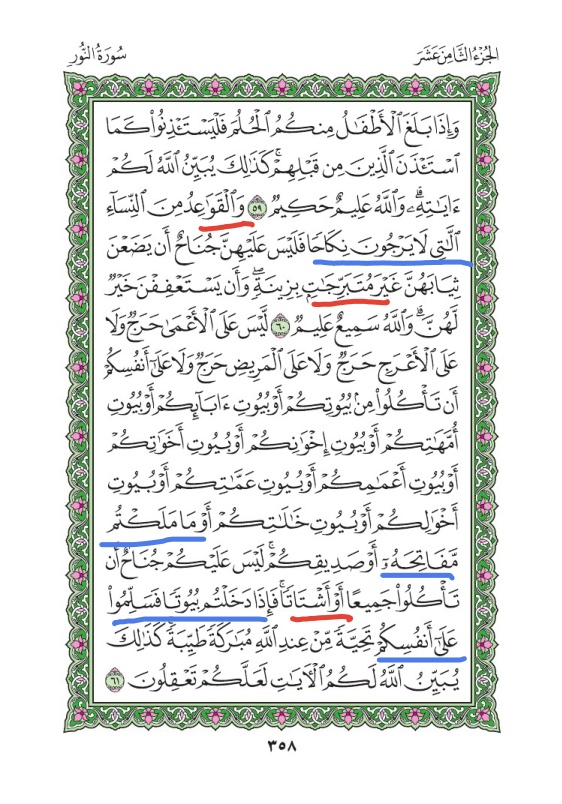 الجُزْءُ الثَّامِنَ عَشَرَ
سُورَةُ النُّورِ
وَإِذَا بَلَغَ ٱلْأَطْفَٰلُ مِنكُمُ ٱلْحُلُمَ فَلْيَسْتَـْٔذِنُوا۟ كَمَا
ٱسْتَـْٔذَنَ ٱلَّذِينَ مِن قَبْلِهِمْ ۚ كَذَٰلِكَ يُبَيِّنُ ٱللَّهُ لَكُمْ
ءَايَٰتِهِۦ ۗ وَٱللَّهُ عَلِيمٌ حَكِيمٌ ٥٩ وَٱلْقَوَٰعِدُ مِنَ ٱلنِّسَآءِ
ٱلَّٰتِى لَا يَرْجُونَ نِكَاحًا فَلَيْسَ عَلَيْهِنَّ جُنَاحٌ أَن يَضَعْنَ
ثِيَابَهُنَّ غَيْرَ مُتَبَرِّجَٰتٍۭ بِزِينَةٍ ۖ وَأَن يَسْتَعْفِفْنَ خَيْرٌ
لَّهُنَّ ۗ وَٱللَّهُ سَمِيعٌ عَلِيمٌ ٦٠ لَّيْسَ عَلَى ٱلْأَعْمَىٰ حَرَجٌ وَلَا
عَلَى ٱلْأَعْرَجِ حَرَجٌ وَلَا عَلَى ٱلْمَرِيضِ حَرَجٌ وَلَا عَلَىٰٓ أَنفُسِكُمْ
أَن تَأْكُلُوا۟ مِنۢ بُيُوتِكُمْ أَوْ بُيُوتِ ءَابَآئِكُمْ أَوْ بُيُوتِ
أُمَّهَٰتِكُمْ أَوْ بُيُوتِ إِخْوَٰنِكُمْ أَوْ بُيُوتِ أَخَوَٰتِكُمْ
أَوْ بُيُوتِ أَعْمَٰمِكُمْ أَوْ بُيُوتِ عَمَّٰتِكُمْ أَوْ بُيُوتِ
أَخْوَٰلِكُمْ أَوْ بُيُوتِ خَٰلَٰتِكُمْ أَوْ مَا مَلَكْتُم
مَّفَاتِحَهُۥٓ أَوْ صَدِيقِكُمْ ۚ لَيْسَ عَلَيْكُمْ جُنَاحٌ أَن
تَأْكُلُوا۟ جَمِيعًا أَوْ أَشْتَاتًا ۚ فَإِذَا دَخَلْتُم بُيُوتًا فَسَلِّمُوا۟
عَلَىٰٓ أَنفُسِكُمْ تَحِيَّةً مِّنْ عِندِ ٱللَّهِ مُبَٰرَكَةً طَيِّبَةً ۚ كَذَٰلِكَ
يُبَيِّنُ ٱللَّهُ لَكُمُ ٱلْـَٔايَٰتِ لَعَلَّكُمْ تَعْقِلُونَ ٦١
٣٥٨